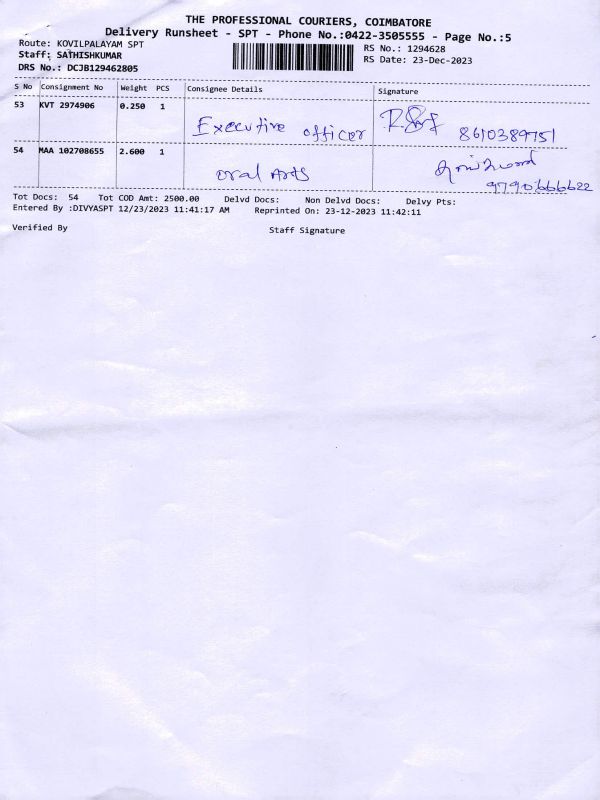 THE PROFESSIONAL COURIERS, COIMBATORE
Delivery Runsheet - SPT - Phone No.:0422-3505555 - Page No.:5
Route: KOVILPALAYAM SPT
RS No.: 1294628
Staff: SATHISHKUMAR
RS Date: 23-Dec-2023
DRS No.: DCJB129462805
S No Consignment No Weight PCS Consignee Details Signature
53 KVT 2974906 0.250 1
Executive officer 8610389751
54 MAA 102708655 2.600 1
oral Arts
9790666622
Tot Docs: 54 Tot COD Amt: 2500.00 Delvd Docs: Non Delvd Docs: Delvy Pts:
Entered By :DIVYASPT 12/23/2023 11:41:17 AM Reprinted On: 23-12-2023 11:42:11
Verified By Staff Signature